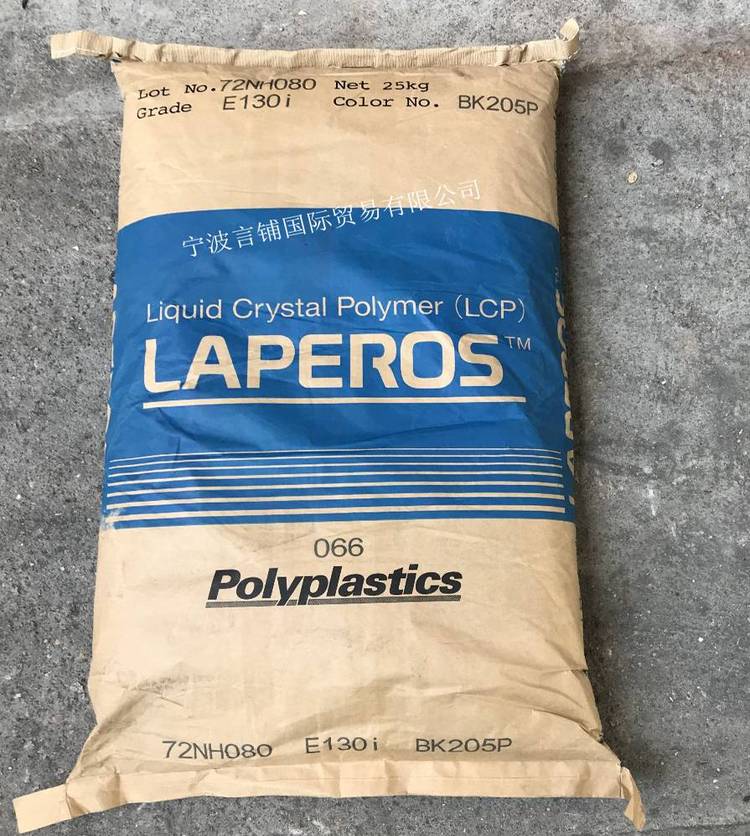 Lot No.72NH080 Net 25kg
Grade E130i Color No. BK205P
宁波言铺国际贸易有限公司
Liquid Crystal Polymer (LCP)
LAPEROS™
066
Polyplastics
72NH080 E130i BK205P
LAPEROS